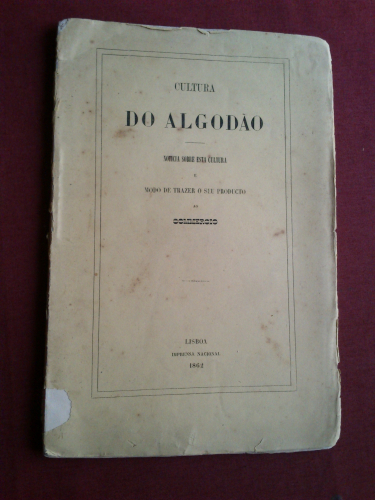 CULTURA
DO ALGODÃO
NOTICIA SOBRE ESTA CULTURA
E
MODO DE TRAZER O SEU PRODUCTO
AO
COMMERCIO
LISBOA
IMPRENSA NACIONAL
1862